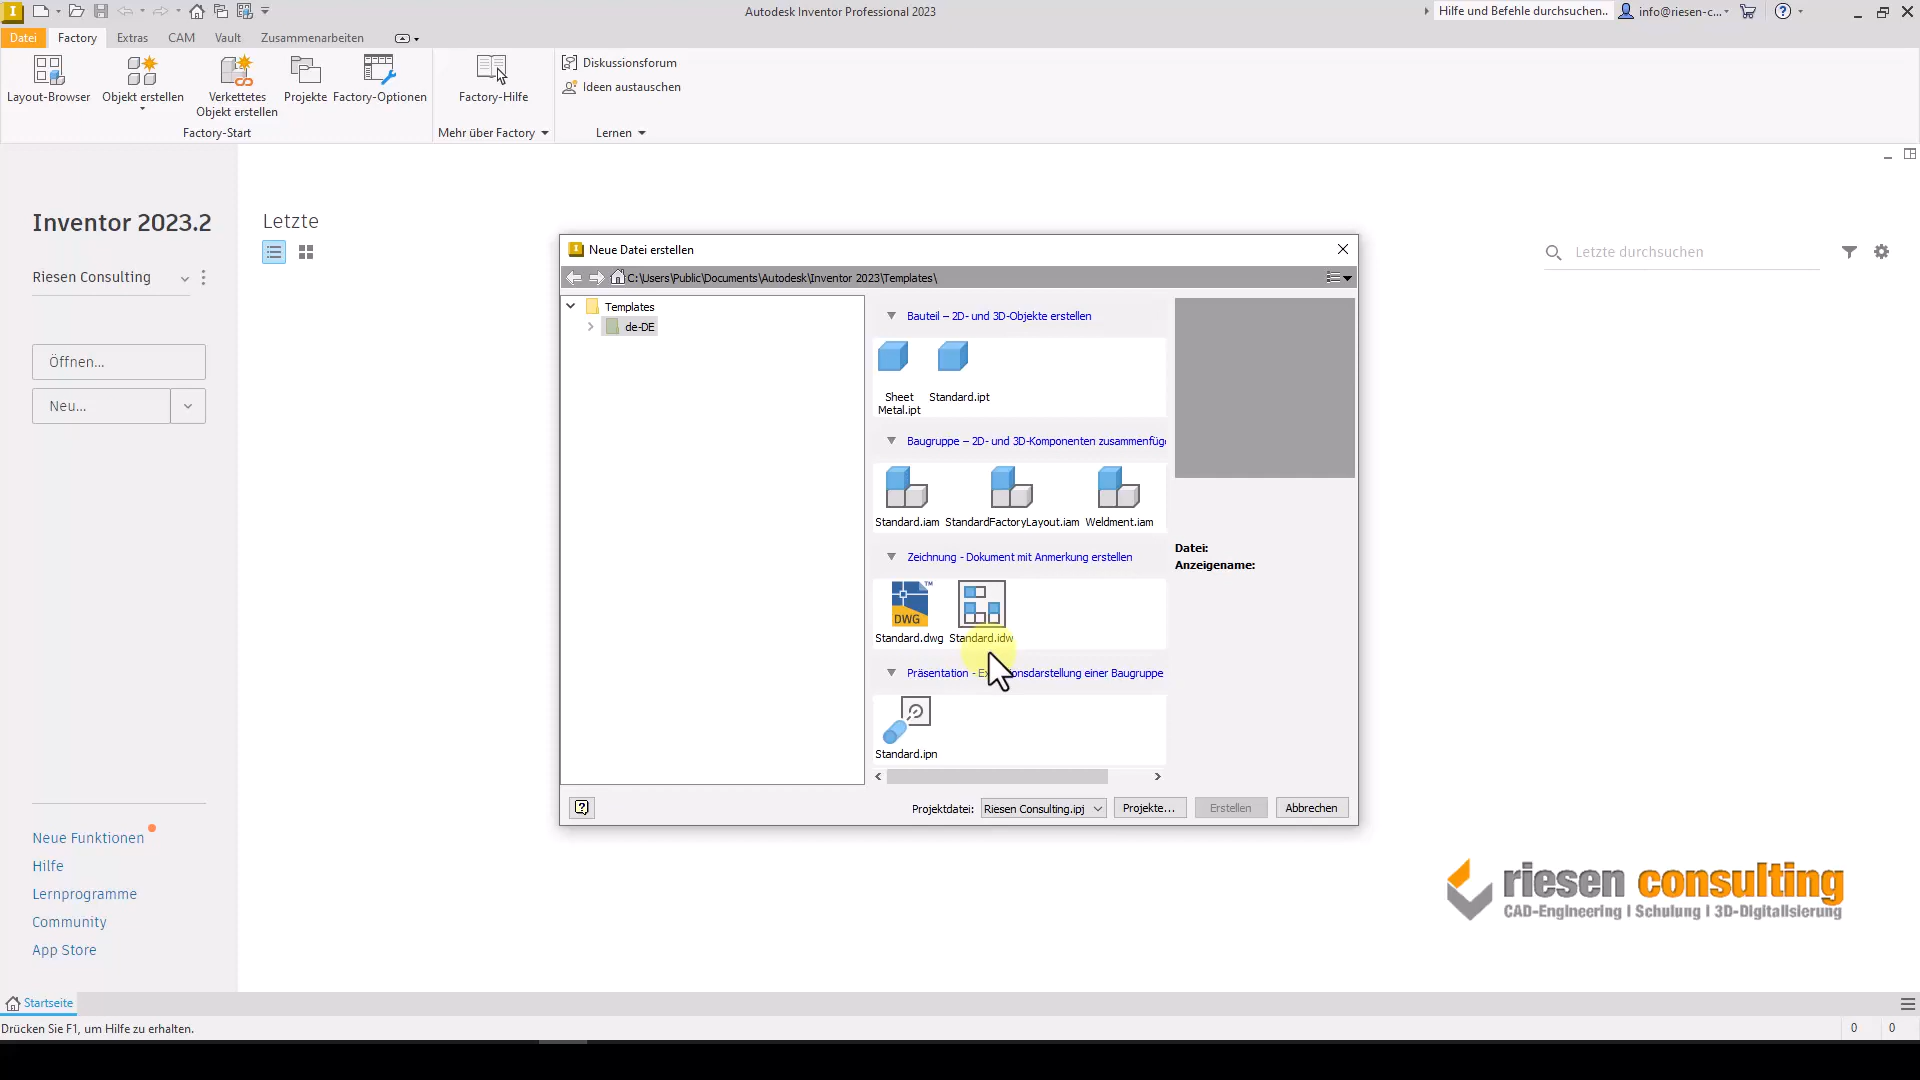 Autodesk Inventor Professional 2023
Hilfe und Befehle durchsuchen..
info@riesen-c...
Datei
Factory
Extras
CAM
Vault
Zusammenarbeiten
Layout-Browser
Objekt erstellen
Verkettetes
Objekt erstellen
Projekte
Factory-Optionen
Factory-Hilfe
Diskussionsforum
Ideen austauschen
Factory-Start
Mehr über Factory
Lernen
Inventor 2023.2
Letzte
Riesen Consulting
Letzte durchsuchen
Öffnen...
Neu...
Neue Datei erstellen
C:\Users\Public\Documents\Autodesk\Inventor 2023\Templates\
Templates
de-DE
Bauteil – 2D- und 3D-Objekte erstellen
Sheet
Metal.ipt
Standard.ipt
Baugruppe – 2D- und 3D-Komponenten zusammenfüge
Standard.iam
StandardFactoryLayout.iam
Weldment.iam
Zeichnung - Dokument mit Anmerkung erstellen
DWG
TM
Standard.dwg
Standard.idw
Präsentation - Ex onsdarstellung einer Baugruppe
Standard.ipn
Datei:
Anzeigename:
Projektdatei:
Riesen Consulting.ipj
Projekte...
Erstellen
Abbrechen
Neue Funktionen
Hilfe
Lernprogramme
Community
App Store
riesen consulting
CAD-Engineering | Schulung | 3D-Digitalisierung
Startseite
Drücken Sie F1, um Hilfe zu erhalten.
0
0